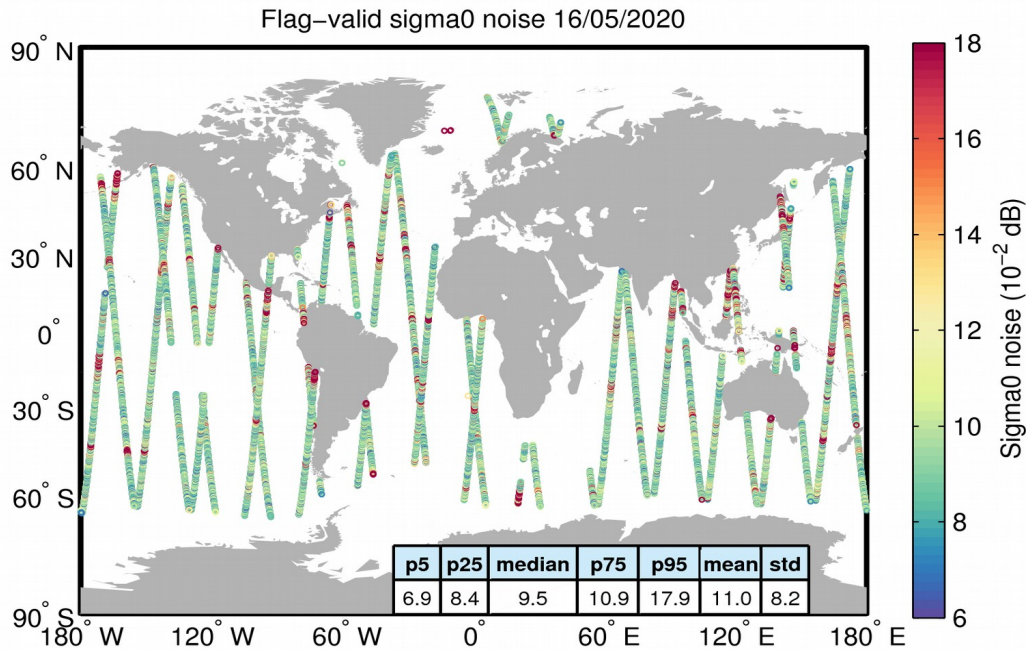 Flag−valid sigma0 noise 16/05/2020
90° N
60° N
30° N
0°
30° S
60° S
90° S
180° W 120° W 60° W 0° 60° E 120° E 180° E
p5 p25 median p75 p95 mean std
6.9 8.4 9.5 10.9 17.9 11.0 8.2
18
16
14
12
10
8
6
Sigma0 noise (10⁻² dB)